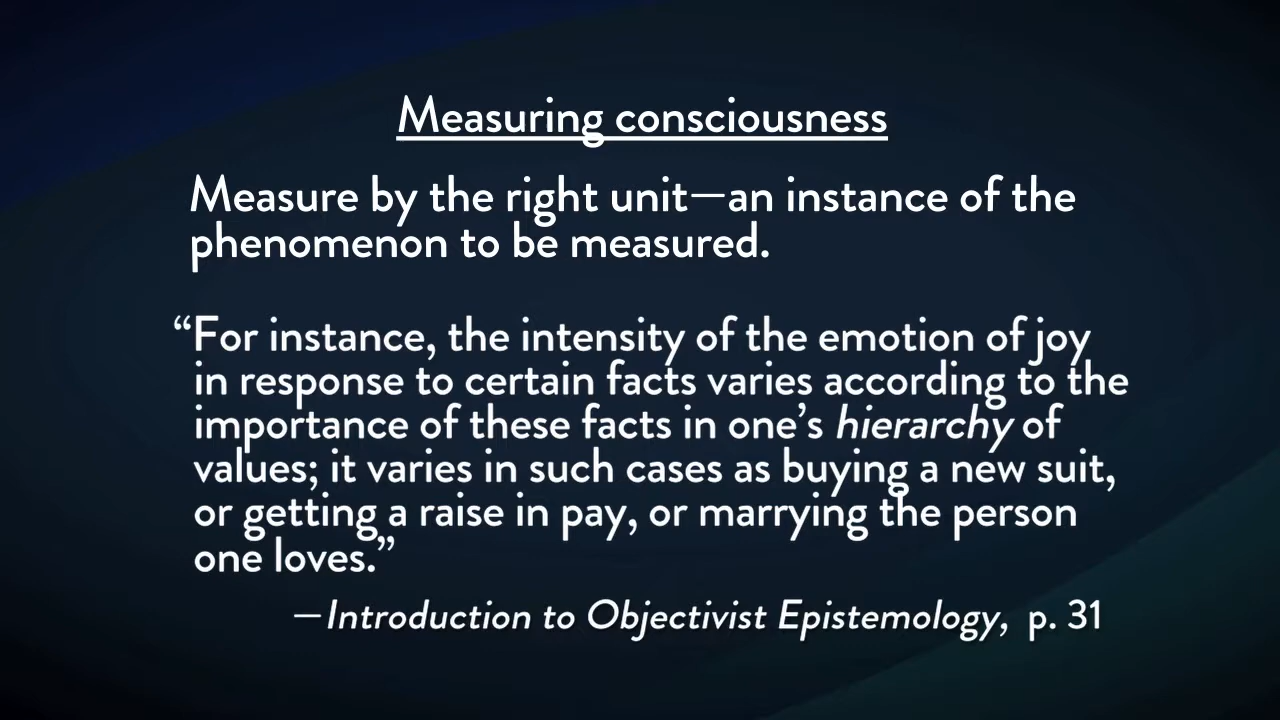 Measuring consciousness
Measure by the right unit—an instance of the
phenomenon to be measured.
“For instance, the intensity of the emotion of joy
in response to certain facts varies according to the
importance of these facts in one’s hierarchy of
values; it varies in such cases as buying a new suit,
or getting a raise in pay, or marrying the person
one loves.”
—Introduction to Objectivist Epistemology, p. 31